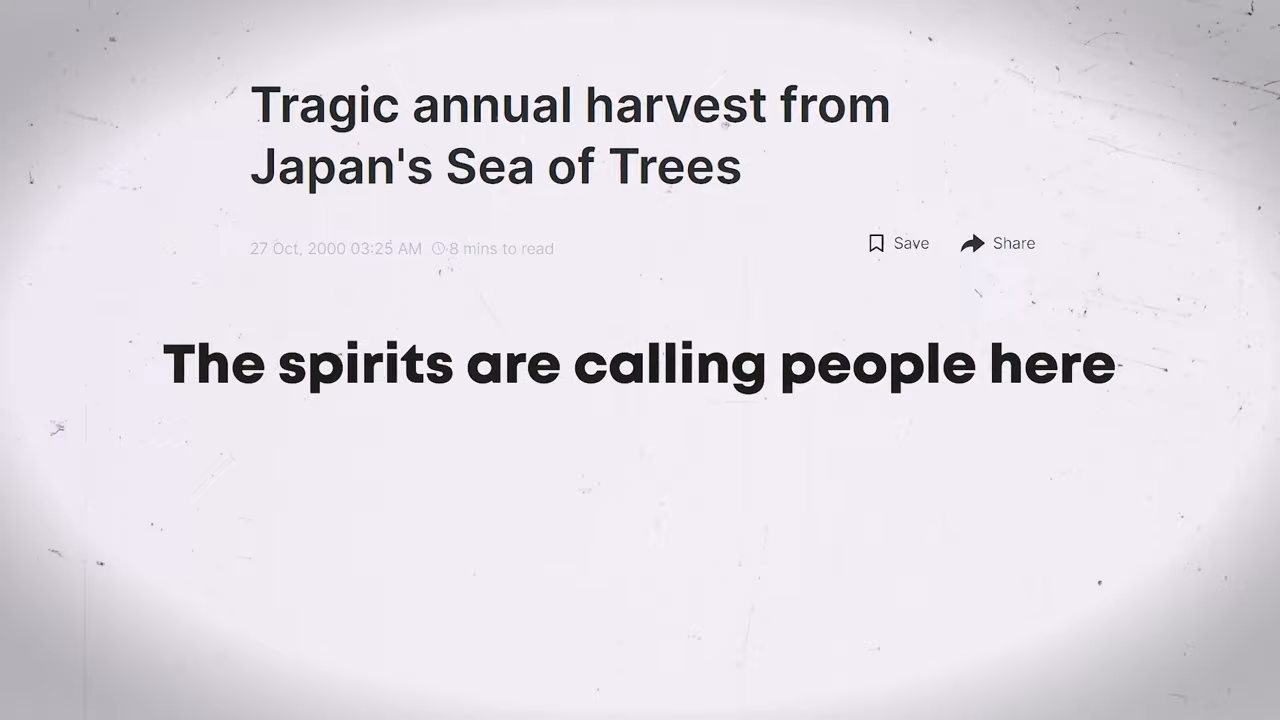 Tragic annual harvest from
Japan's Sea of Trees
27 Oct, 2000 03:25 AM 8 mins to read
Save Share
The spirits are calling people here